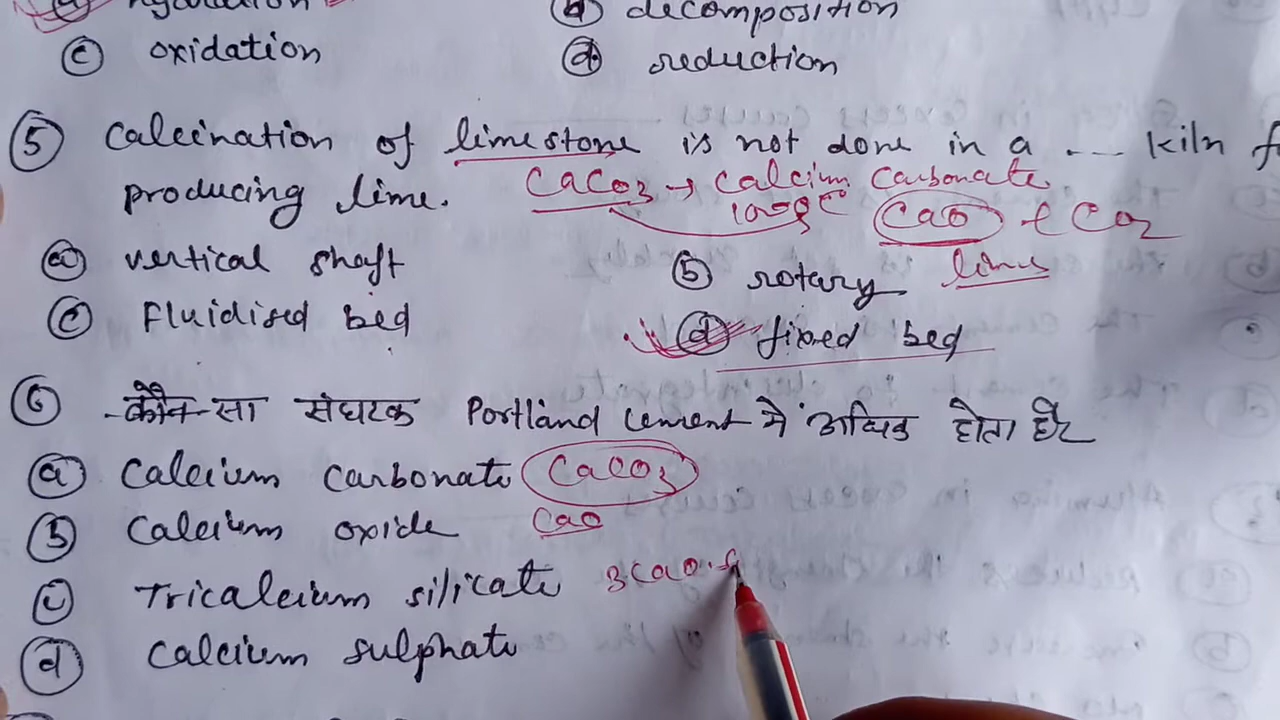 ⓐ hydration ⓑ decomposition
ⓒ oxidation ⓓ reduction
⑤ Calcination of limestone is not done in a .... kiln f
producing lime. CaCO3 → Calcium Carbonate
CaO + CO2
ⓐ vertical shaft ⓑ rotary lime
ⓒ Fluidised bed ⓓ fixed bed
⑥ कौन-सा संघटक Portland cement में अधिक होता है
ⓐ Calcium carbonate CaCO3
ⓑ Calcium oxide CaO
ⓒ Tricalcium silicate 3CaO.
ⓓ Calcium sulphate